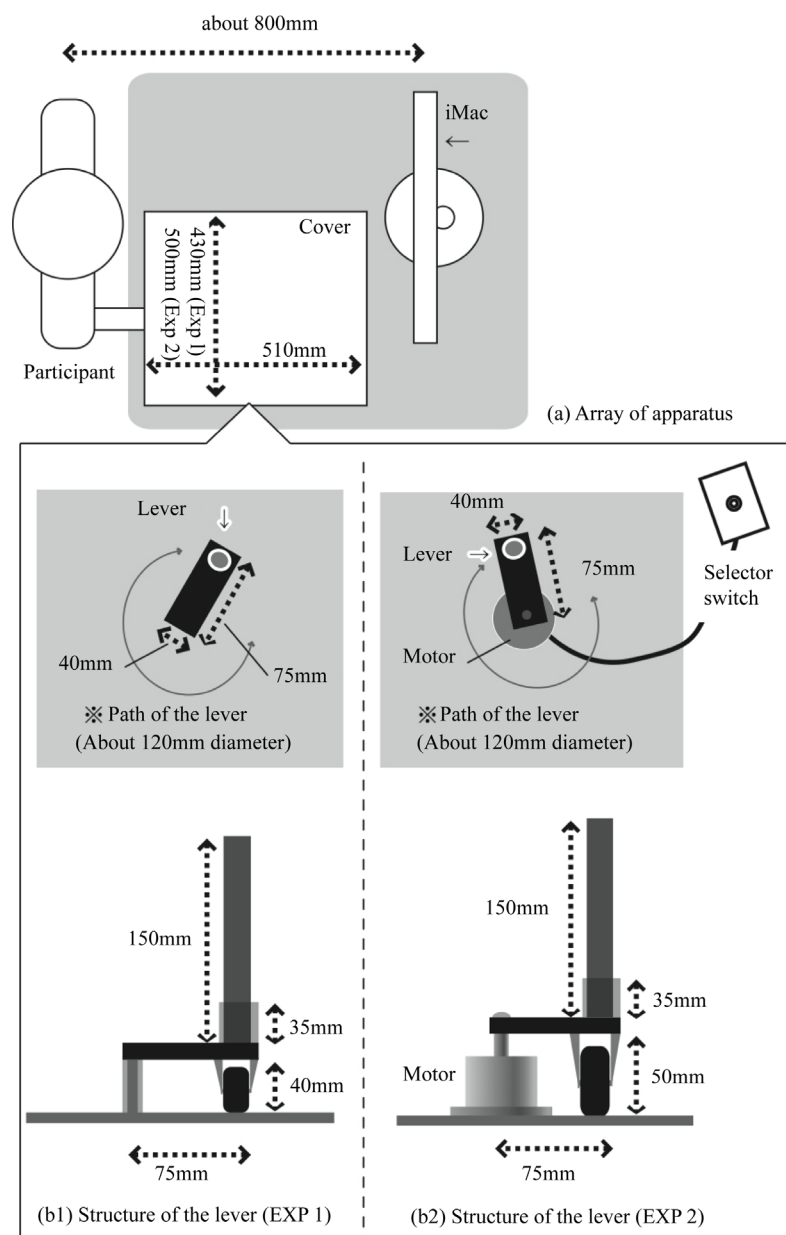 about 800mm
iMac
←
Cover
430mm (Exp 1)
500mm (Exp 2)
510mm
Participant
(a) Array of apparatus
Lever
↓
40mm
75mm
※ Path of the lever
(About 120mm diameter)
40mm
Lever
→
75mm
Motor
Selector
switch
※ Path of the lever
(About 120mm diameter)
150mm
35mm
40mm
75mm
(b1) Structure of the lever (EXP 1)
150mm
35mm
Motor
50mm
75mm
(b2) Structure of the lever (EXP 2)